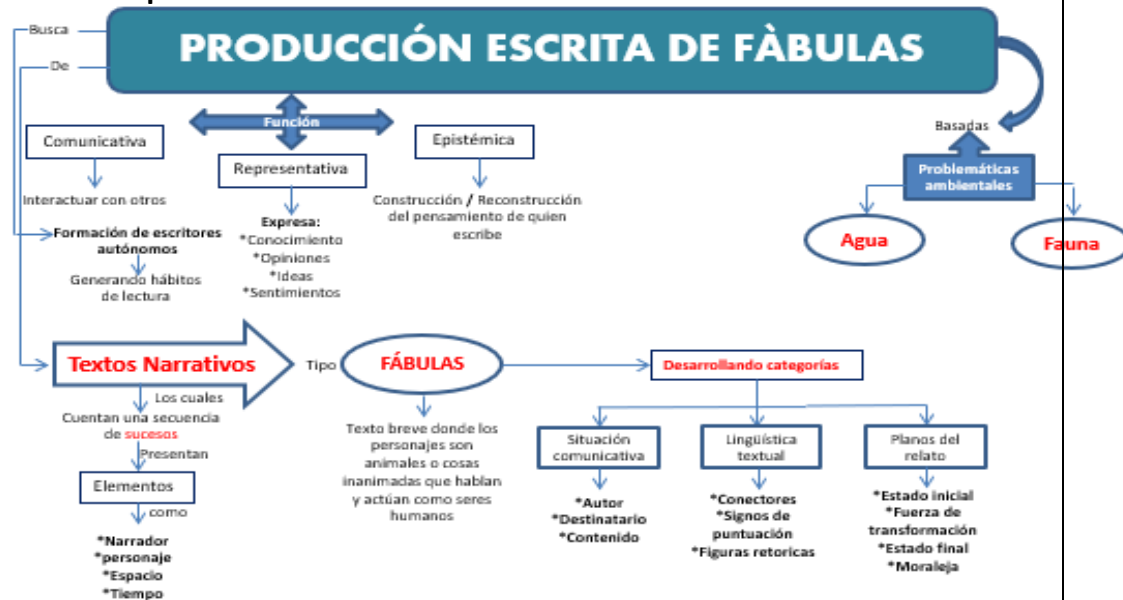 Busca
PRODUCCIÓN ESCRITA DE FÀBULAS
De
Función
Comunicativa
Interactuar con otros
Formación de escritores
autónomos
Generando hábitos
de lectura
Representativa
Expresa:
*Conocimiento
*Opiniones
*Ideas
*Sentimientos
Epistémica
Construcción / Reconstrucción
del pensamiento de quien
escribe
Basadas
Problemáticas
ambientales
Agua
Fauna
Textos Narrativos
Los cuales
Cuentan una secuencia
de sucesos
Presentan
Elementos
como
*Narrador
*personaje
*Espacio
*Tiempo
Tipo
FÁBULAS
Texto breve donde los
personajes son
animales o cosas
inanimadas que hablan
y actúan como seres
humanos
Desarrollando categorías
Situación
comunicativa
*Autor
*Destinatario
*Contenido
Lingüística
textual
*Conectores
*Signos de
puntuación
*Figuras retoricas
Planos del
relato
*Estado inicial
*Fuerza de
transformación
*Estado final
*Moraleja